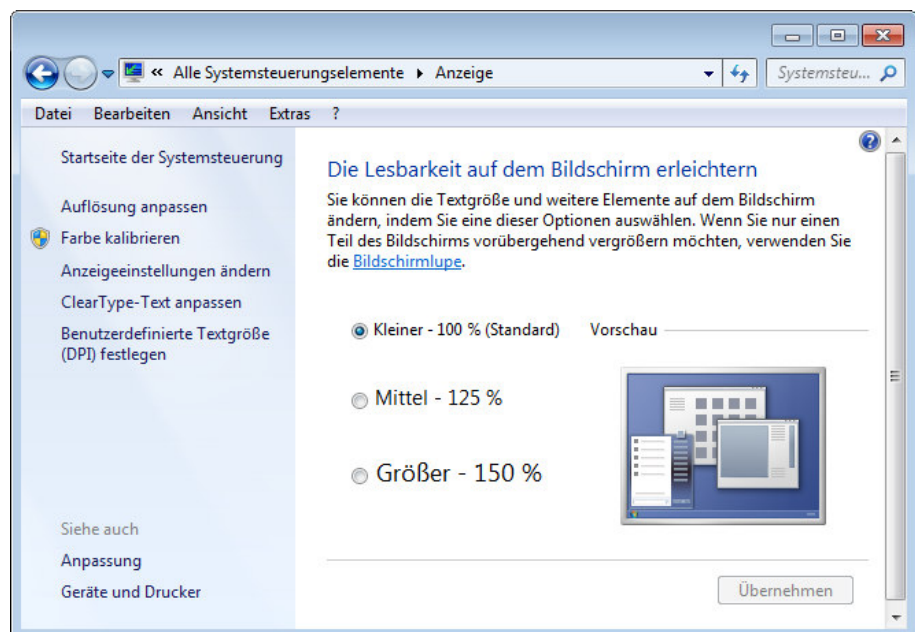 « Alle Systemsteuerungselemente ▸ Anzeige
Systemsteu...
Datei Bearbeiten Ansicht Extras ?
Startseite der Systemsteuerung
Auflösung anpassen
Farbe kalibrieren
Anzeigeeinstellungen ändern
ClearType-Text anpassen
Benutzerdefinierte Textgröße
(DPI) festlegen
Siehe auch
Anpassung
Geräte und Drucker
Die Lesbarkeit auf dem Bildschirm erleichtern
Sie können die Textgröße und weitere Elemente auf dem Bildschirm
ändern, indem Sie eine dieser Optionen auswählen. Wenn Sie nur einen
Teil des Bildschirms vorübergehend vergrößern möchten, verwenden Sie
die Bildschirmlupe.
Kleiner - 100 % (Standard)
Vorschau
Mittel - 125 %
Größer - 150 %
Übernehmen